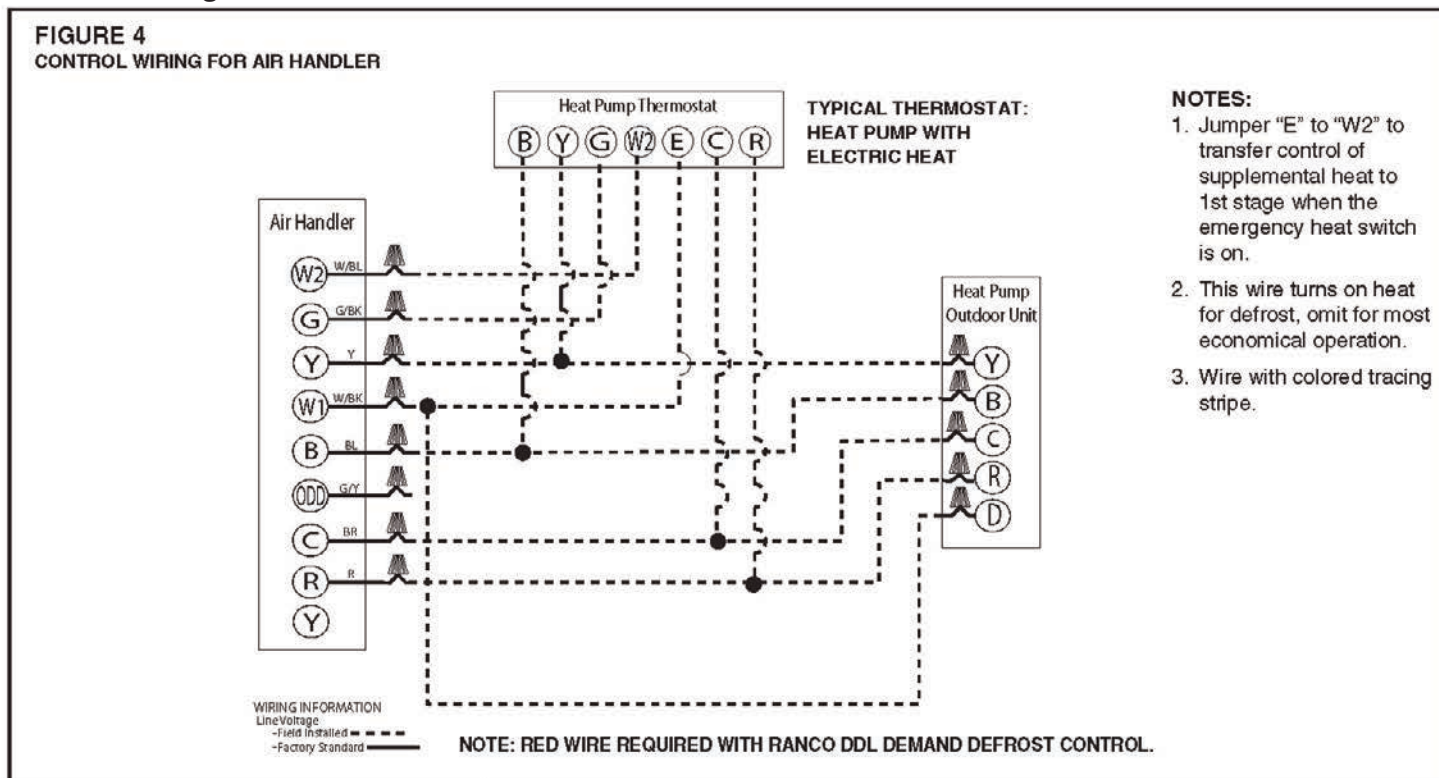 FIGURE 4
CONTROL WIRING FOR AIR HANDLER
Heat Pump Thermostat
B Y G W2 E C R
TYPICAL THERMOSTAT:
HEAT PUMP WITH
ELECTRIC HEAT
Air Handler
W2 W/BL
G G/BK
Y Y
W1 W/BK
B BL
ODD G/Y
C BR
R R
Y
Heat Pump
Outdoor Unit
Y
B
C
R
D
NOTES:
1. Jumper “E” to “W2” to
transfer control of
supplemental heat to
1st stage when the
emergency heat switch
is on.
2. This wire turns on heat
for defrost, omit for most
economical operation.
3. Wire with colored tracing
stripe.
WIRING INFORMATION
Line Voltage
-Field Installed
-Factory Standard
NOTE: RED WIRE REQUIRED WITH RANCO DDL DEMAND DEFROST CONTROL.